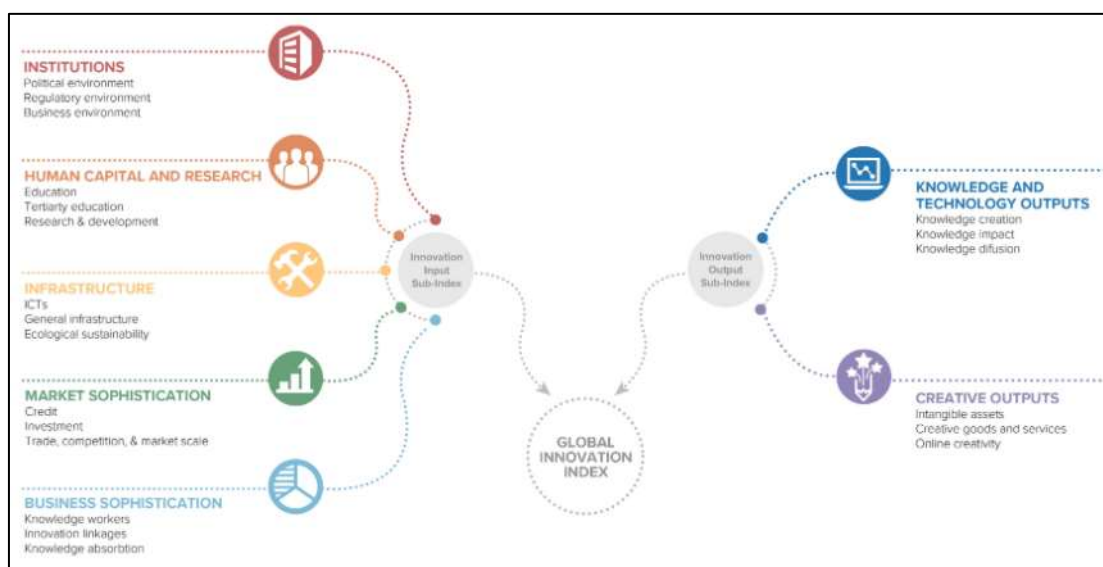 INSTITUTIONS
Political environment
Regulatory environment
Business environment
HUMAN CAPITAL AND RESEARCH
Education
Tertiarty education
Research & development
INFRASTRUCTURE
ICTs
General infrastructure
Ecological sustainability
MARKET SOPHISTICATION
Credit
Investment
Trade, competition, & market scale
BUSINESS SOPHISTICATION
Knowledge workers
Innovation linkages
Knowledge absorbtion
Innovation
Input
Sub-Index
GLOBAL
INNOVATION
INDEX
Innovation
Output
Sub-Index
KNOWLEDGE AND
TECHNOLOGY OUTPUTS
Knowledge creation
Knowledge impact
Knowledge difusion
CREATIVE OUTPUTS
Intangible assets
Creative goods and services
Online creativity